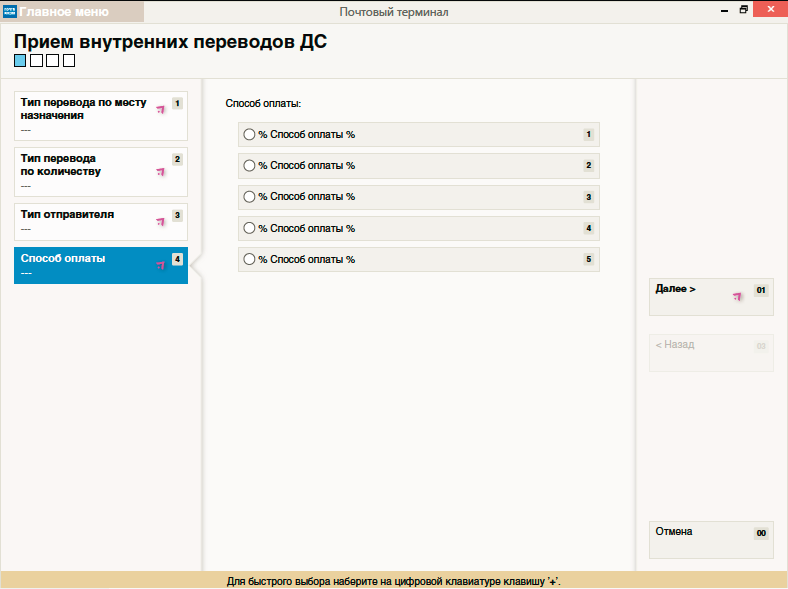 Главное меню
Почтовый терминал
Прием внутренних переводов ДС
Тип перевода по месту
назначения
1
---
Тип перевода
по количеству
2
---
Тип отправителя
3
---
Способ оплаты
4
---
Способ оплаты:
% Способ оплаты %
1
% Способ оплаты %
2
% Способ оплаты %
3
% Способ оплаты %
4
% Способ оплаты %
5
Далее >
01
< Назад
Отмена
00
Для быстрого выбора наберите на цифровой клавиатуре клавишу '+'.